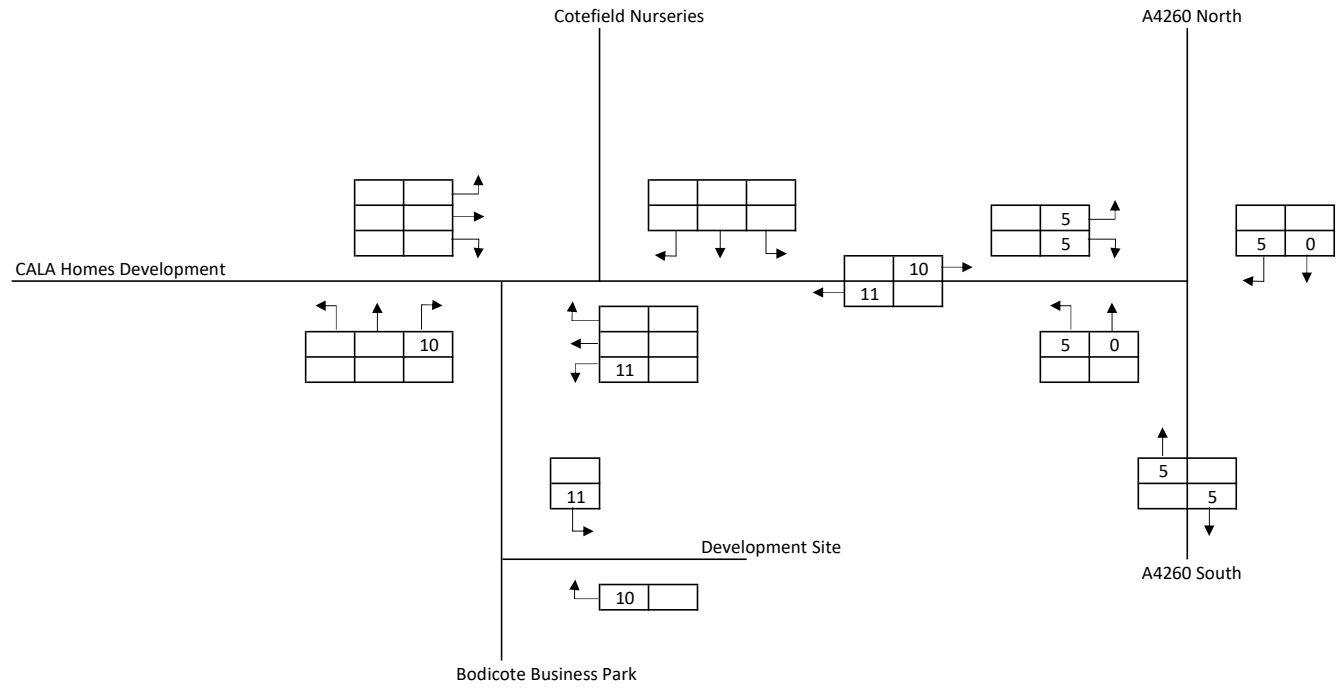 Cotefield Nurseries A4260 North
5
5 5 0
CALA Homes Development
10
11
10 5 0
11
5
11 5
Development Site
A4260 South
10
Bodicote Business Park